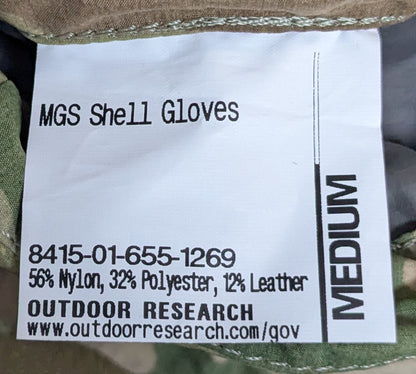 MGS Shell Gloves
8415-01-655-1269
56% Nylon, 32% Polyester, 12% Leather
OUTDOOR RESEARCH
www.outdoorresearch.com/gov
MEDIUM